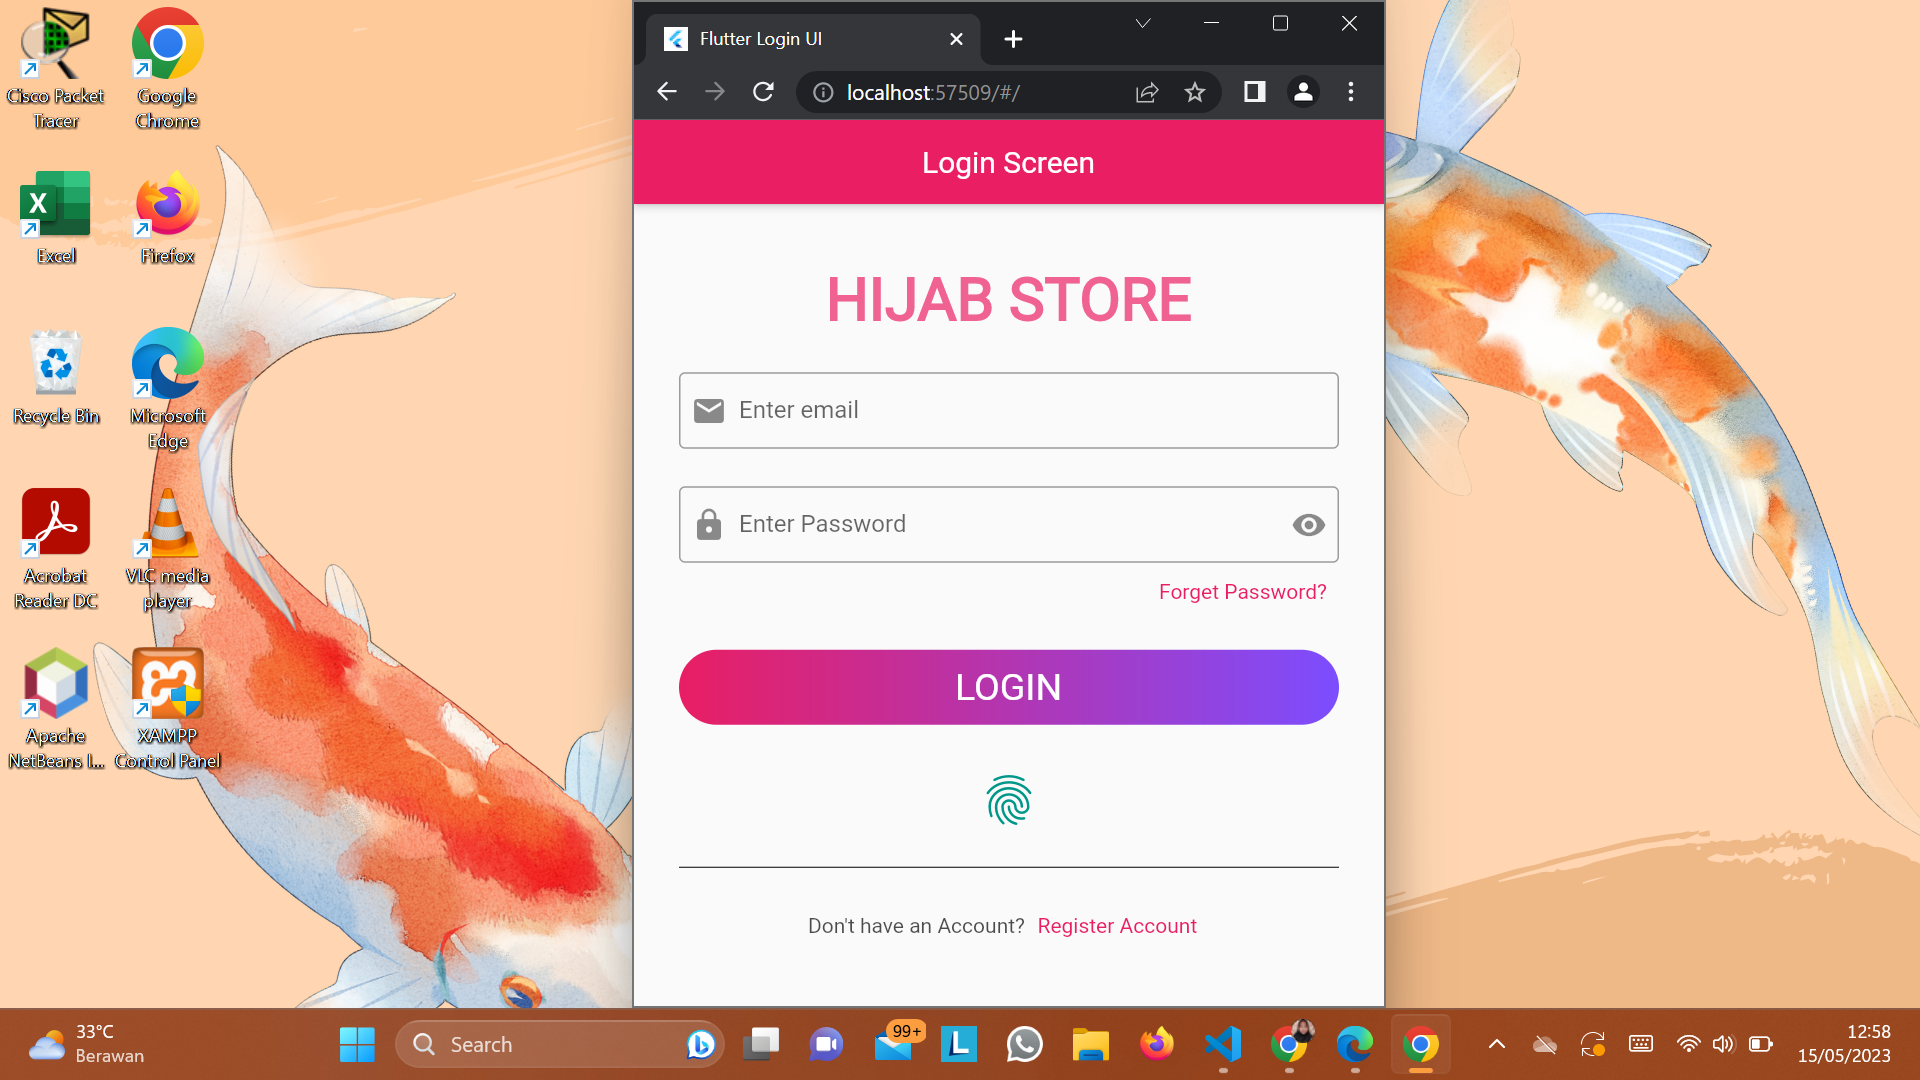 Cisco Packet
Tracer
Google
Chrome
Excel
Firefox
Recycle Bin
Microsoft
Edge
Acrobat
Reader DC
VLC media
player
Apache
NetBeans I...
XAMPP
Control Panel
Flutter Login UI
localhost:57509/#/
Login Screen
HIJAB STORE
Enter email
Enter Password
Forget Password?
LOGIN
Don't have an Account? Register Account
33°C
Berawan
Search
99+
L
12:58
15/05/2023